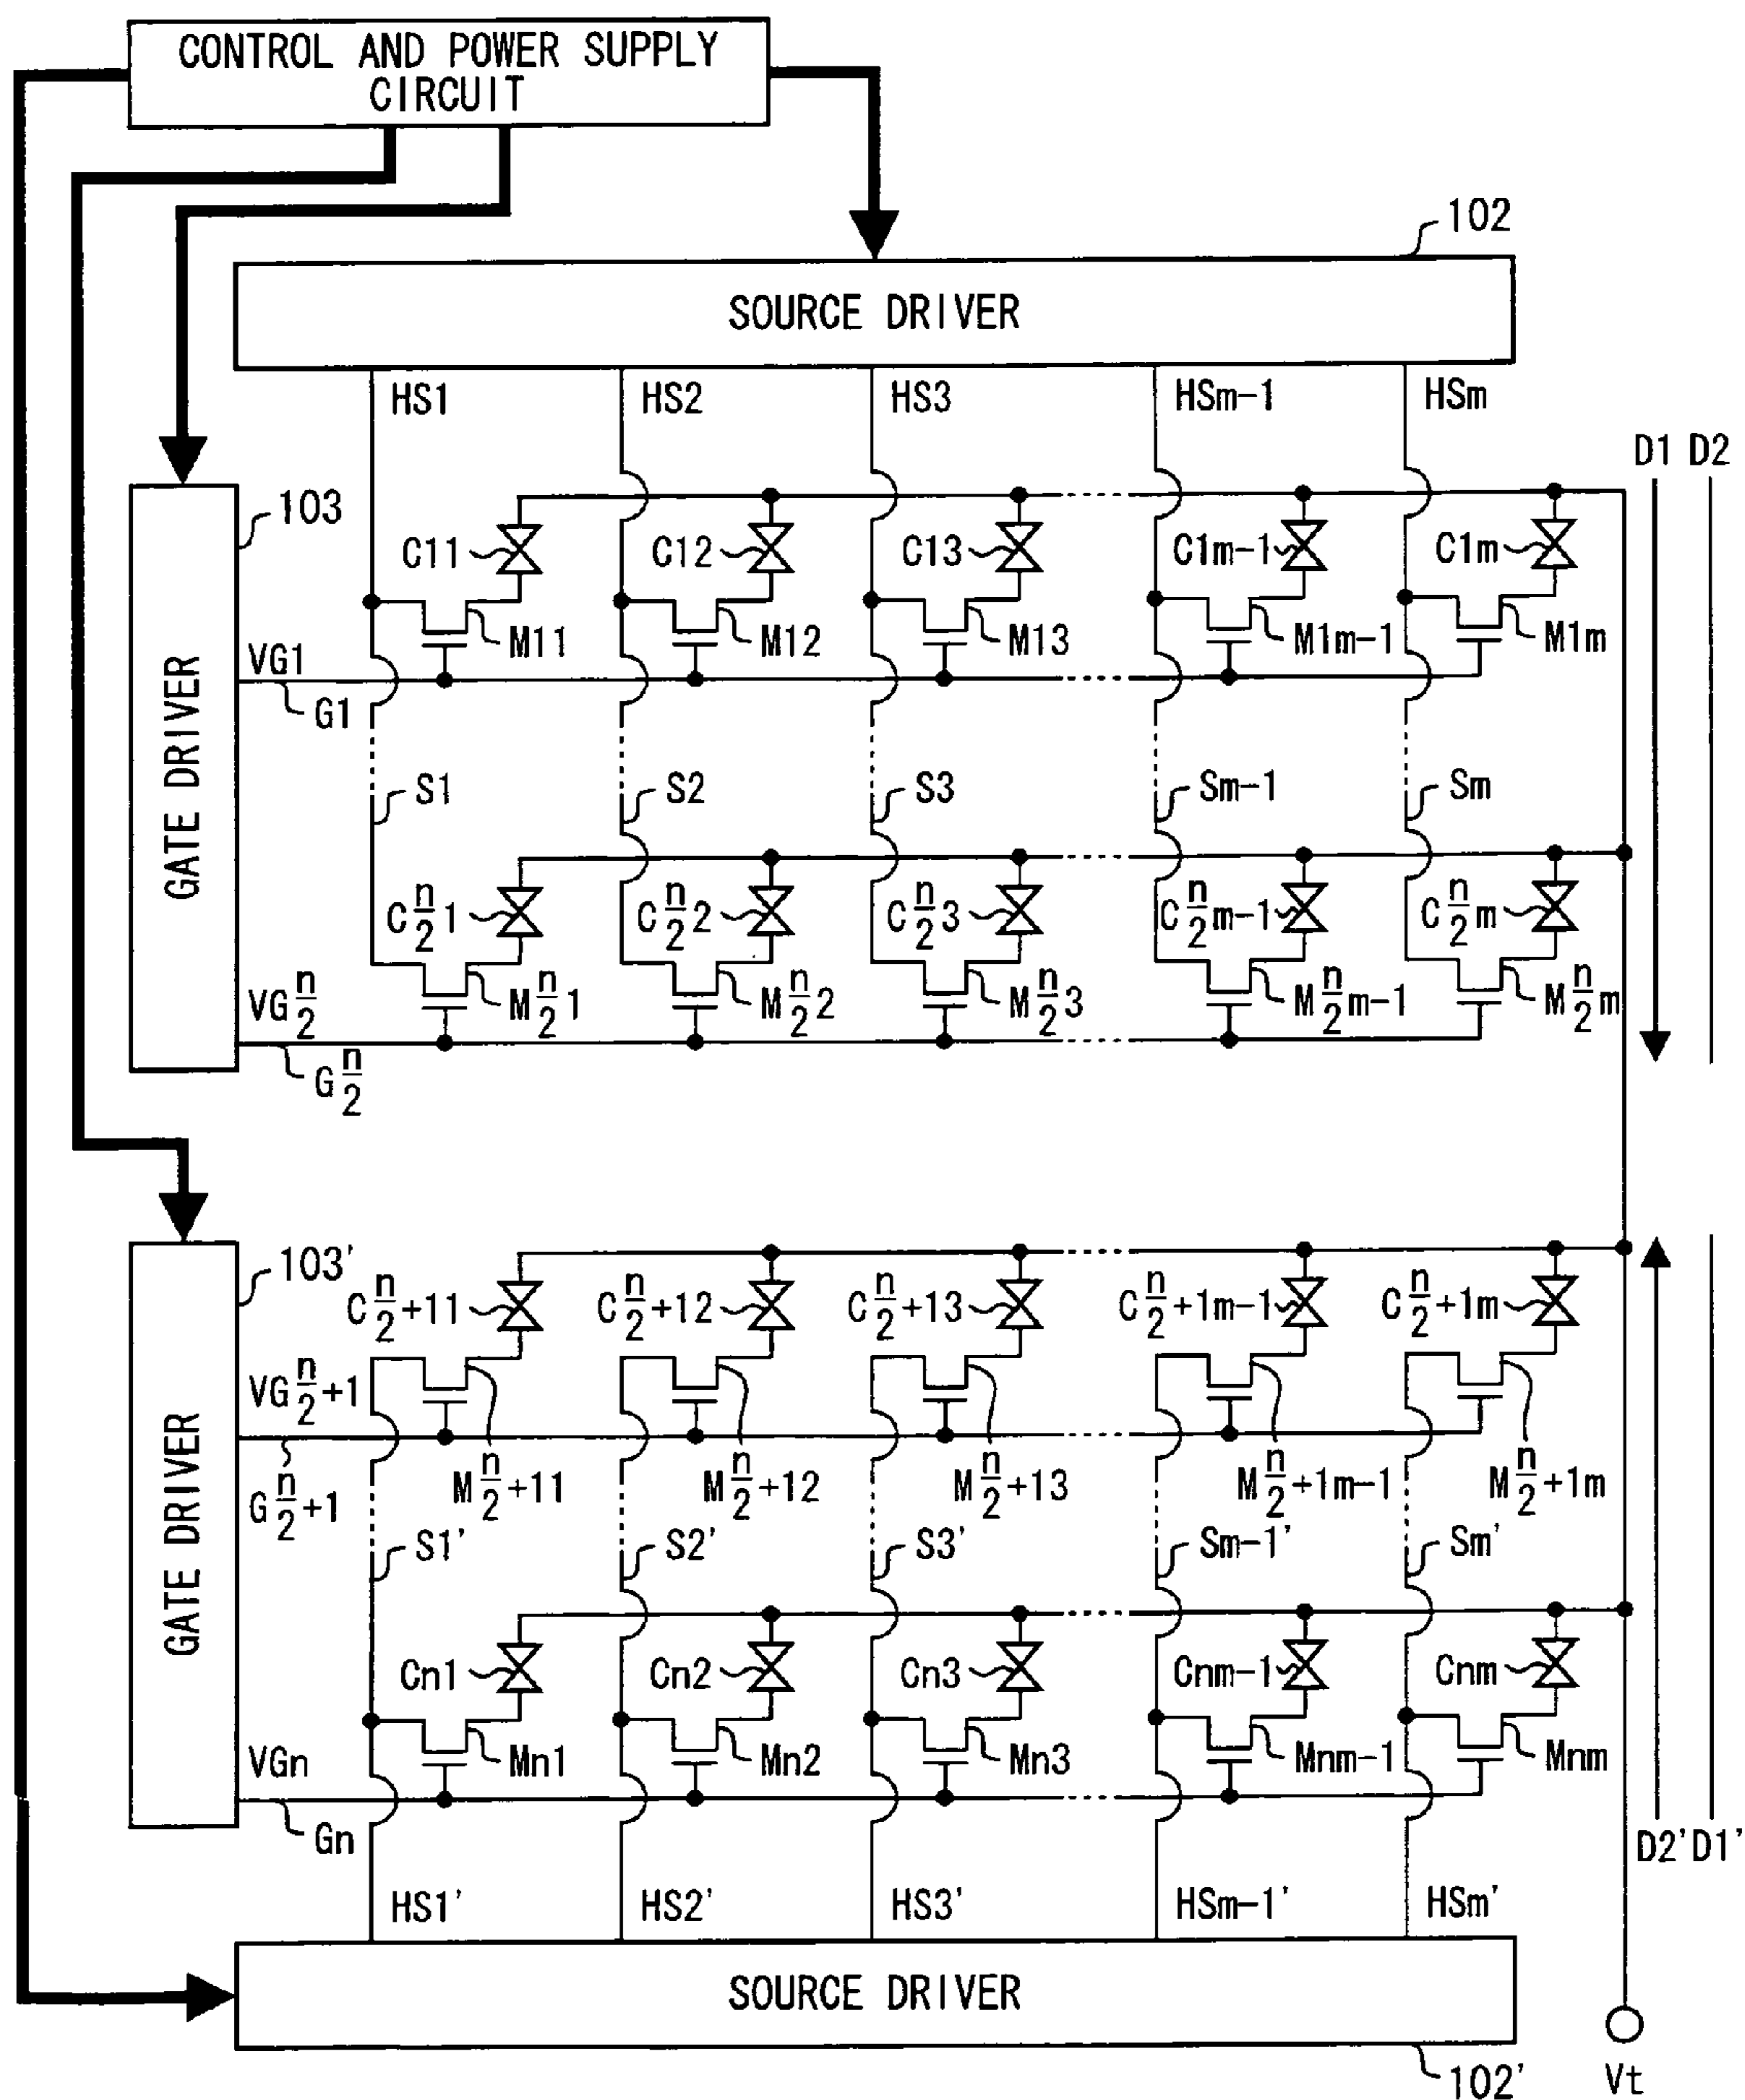 CONTROL AND POWER SUPPLY
CIRCUIT
102
SOURCE DRIVER
HS1 HS2 HS3 HSm-1 HSm
D1 D2
103
GATE DRIVER
C11 C12 C13 C1m-1 C1m
M11 M12 M13 M1m-1 M1m
VG1
G1
S1 S2 S3 Sm-1 Sm
C n/2 1 C n/2 2 C n/2 3 C n/2 m-1 C n/2 m
M n/2 1 M n/2 2 M n/2 3 M n/2 m-1 M n/2 m
VG n/2
G n/2
103'
GATE DRIVER
C n/2 +11 C n/2 +12 C n/2 +13 C n/2 +1m-1 C n/2 +1m
VG n/2 +1
G n/2 +1
M n/2 +11 M n/2 +12 M n/2 +13 M n/2 +1m-1 M n/2 +1m
S1' S2' S3' Sm-1' Sm'
Cn1 Cn2 Cn3 Cnm-1 Cnm
Mn1 Mn2 Mn3 Mnm-1 Mnm
VGn
Gn
D2' D1'
HS1' HS2' HS3' HSm-1' HSm'
SOURCE DRIVER
102'
Vt